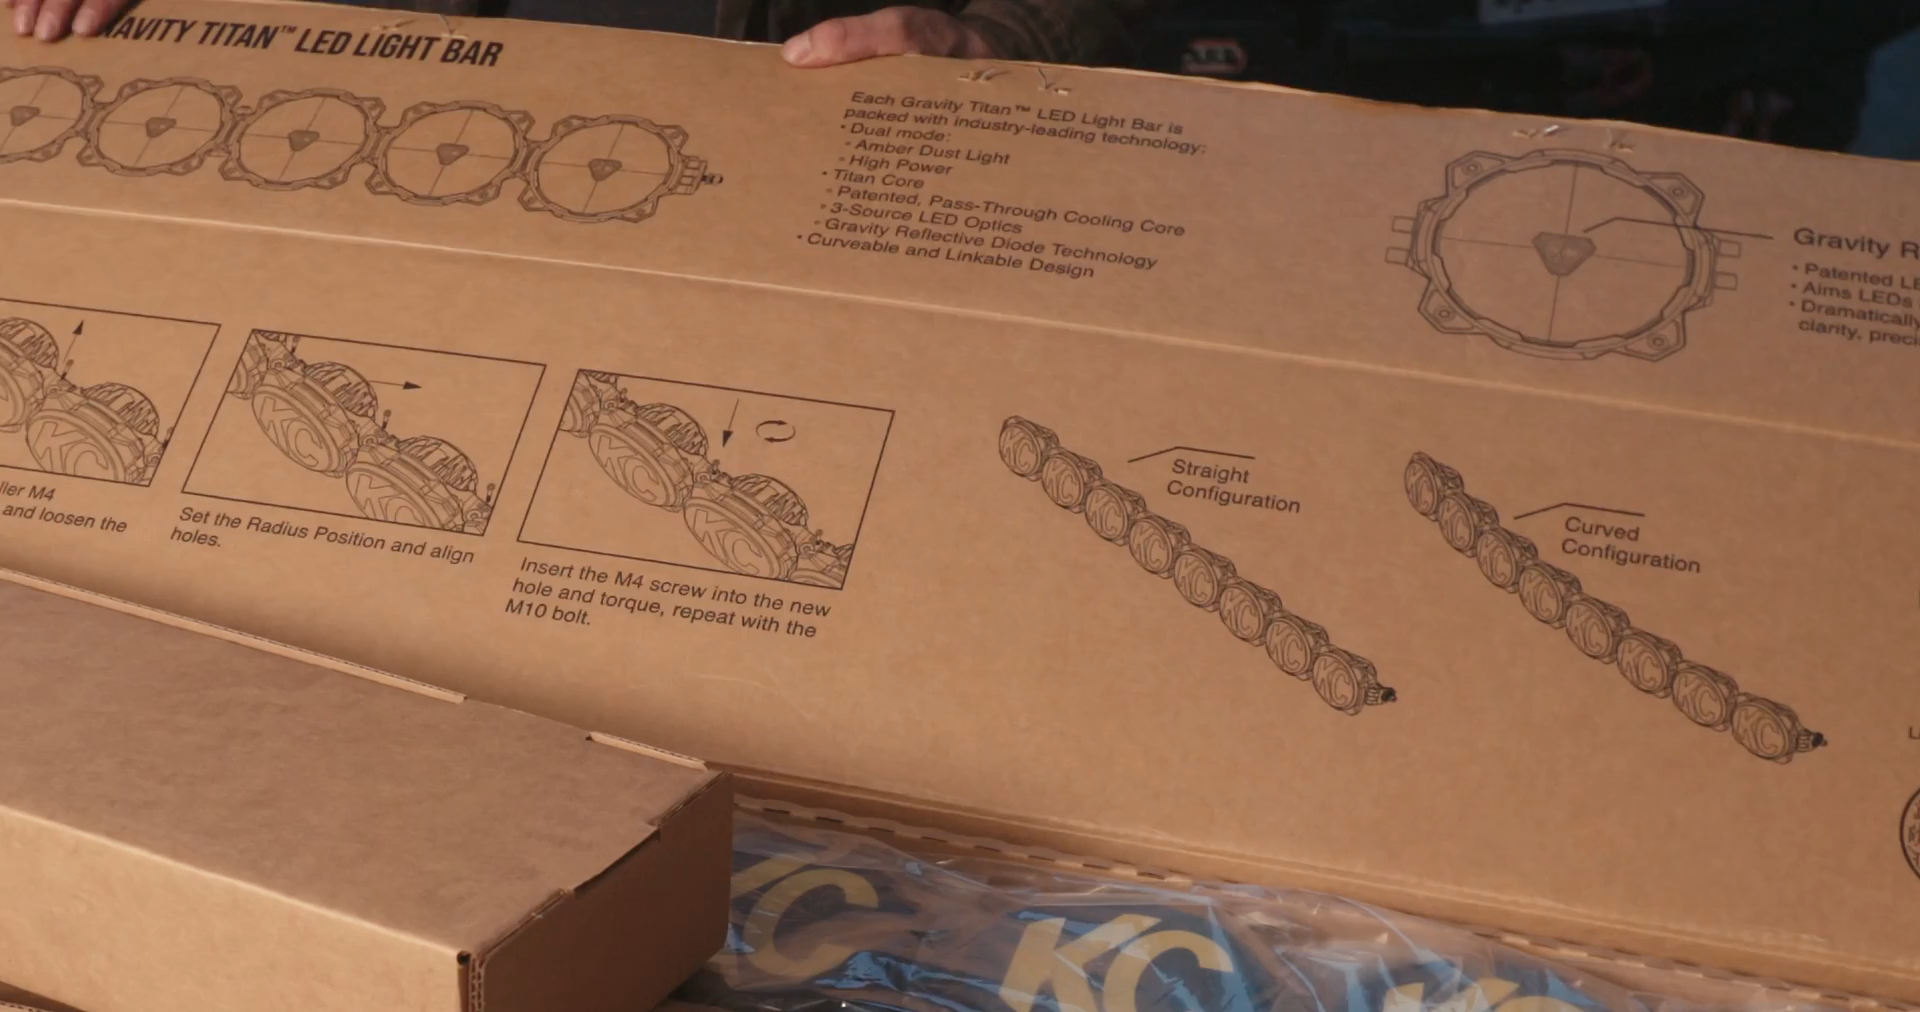 GRAVITY TITAN™ LED LIGHT BAR
Each Gravity Titan™ LED Light Bar is
packed with industry-leading technology:
• Dual mode:
◦ Amber Dust Light
◦ High Power
• Titan Core
◦ Patented, Pass-Through Cooling Core
◦ 3-Source LED Optics
◦ Gravity Reflective Diode Technology
• Curveable and Linkable Design
Gravity R
• Patented LE
• Aims LEDs
• Dramatically
clarity, preci
ller M4
and loosen the
Set the Radius Position and align
holes.
Insert the M4 screw into the new
hole and torque, repeat with the
M10 bolt.
Straight
Configuration
Curved
Configuration
KC
KC
KC